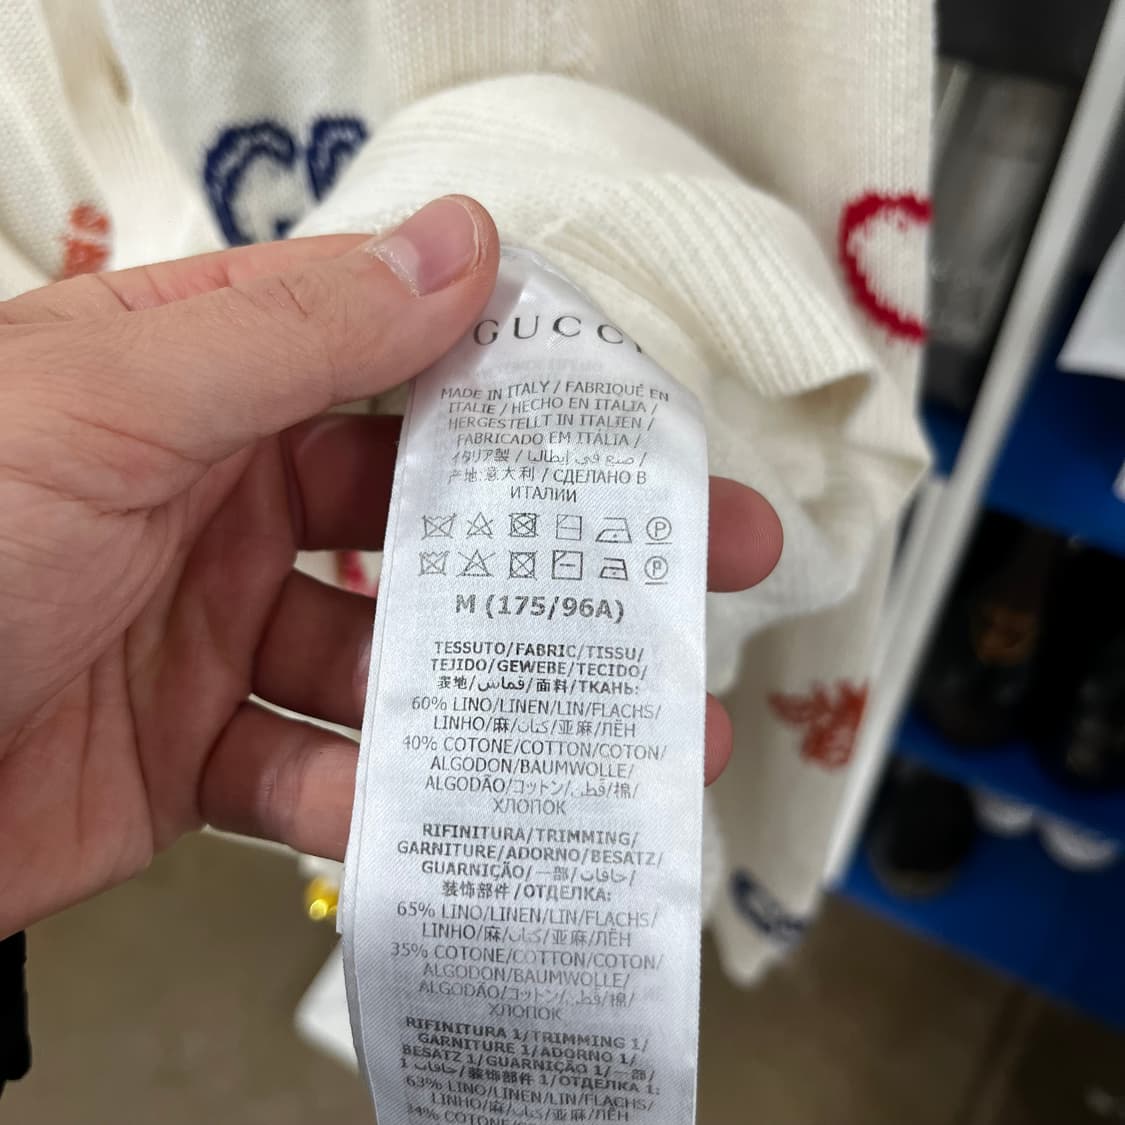 GUCCI
MADE IN ITALY / FABRIQUÉ EN
ITALIE / HECHO EN ITALIA /
HERGESTELLT IN ITALIEN /
FABRICADO EM ITÁLIA /
イタリア製 / صنع في ايطاليا /
产地:意大利 / СДЕЛАНО В
ИТАЛИИ
P
P
M (175/96A)
TESSUTO/FABRIC/TISSU/
TEJIDO/GEWEBE/TECIDO/
表地/قماش/面料/ТКАНЬ:
60% LINO/LINEN/LIN/FLACHS/
LINHO/麻/كتان/亚麻/ЛЁН
40% COTONE/COTTON/COTON/
ALGODON/BAUMWOLLE/
ALGODÃO/コットン/قطن/棉/
ХЛОПОК
RIFINITURA/TRIMMING/
GARNITURE/ADORNO/BESATZ/
GUARNIÇÃO/一部/حافات/
装饰部件/ОТДЕЛКА:
65% LINO/LINEN/LIN/FLACHS/
LINHO/麻/كتان/亚麻/ЛЁН
35% COTONE/COTTON/COTON/
ALGODON/BAUMWOLLE/
ALGODÃO/コットン/قطن/棉/
ХЛОПОК
RIFINITURA 1/TRIMMING 1/
GARNITURE 1/ADORNO 1/
BESATZ 1/GUARNIÇÃO 1/一部/
1 حافات/装饰部件 1/ОТДЕЛКА 1:
63% LINO/LINEN/LIN/FLACHS/
LINHO/麻/كتان/亚麻/ЛЁН
34% COTONE